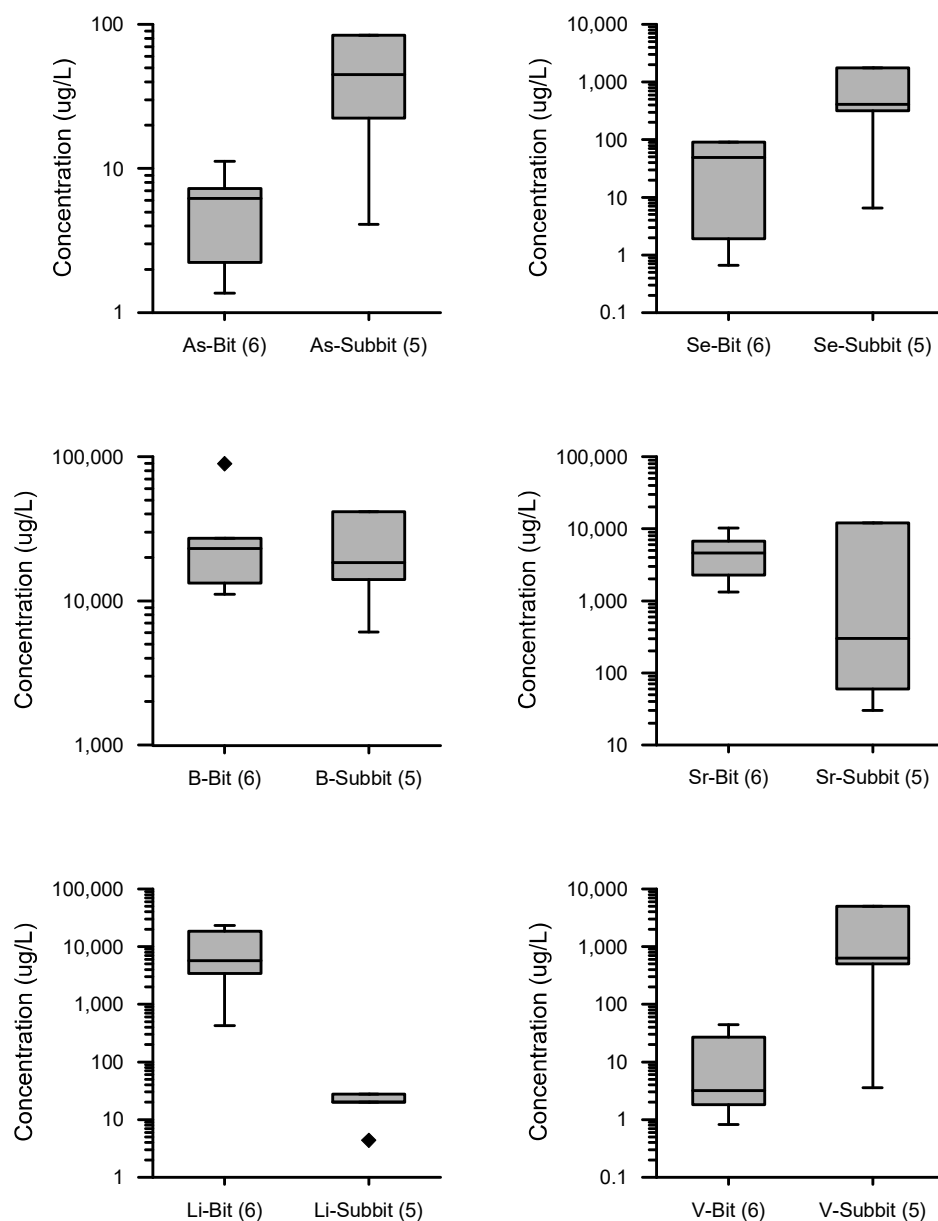 Concentration (ug/L)
100
10
1
As-Bit (6)
As-Subbit (5)
Concentration (ug/L)
10,000
1,000
100
10
1
0.1
Se-Bit (6)
Se-Subbit (5)
Concentration (ug/L)
100,000
10,000
1,000
B-Bit (6)
B-Subbit (5)
Concentration (ug/L)
100,000
10,000
1,000
100
10
Sr-Bit (6)
Sr-Subbit (5)
Concentration (ug/L)
100,000
10,000
1,000
100
10
1
Li-Bit (6)
Li-Subbit (5)
Concentration (ug/L)
10,000
1,000
100
10
1
0.1
V-Bit (6)
V-Subbit (5)